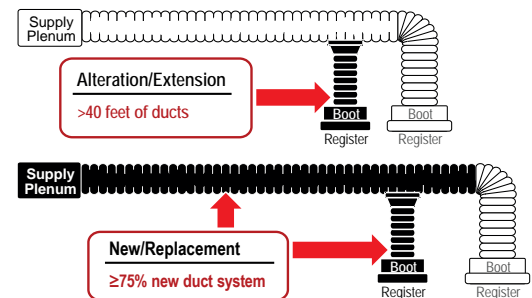 Supply
Plenum
Alteration/Extension
>40 feet of ducts
Boot
Register
Boot
Register
Supply
Plenum
New/Replacement
≥75% new duct system
Boot
Register
Boot
Register